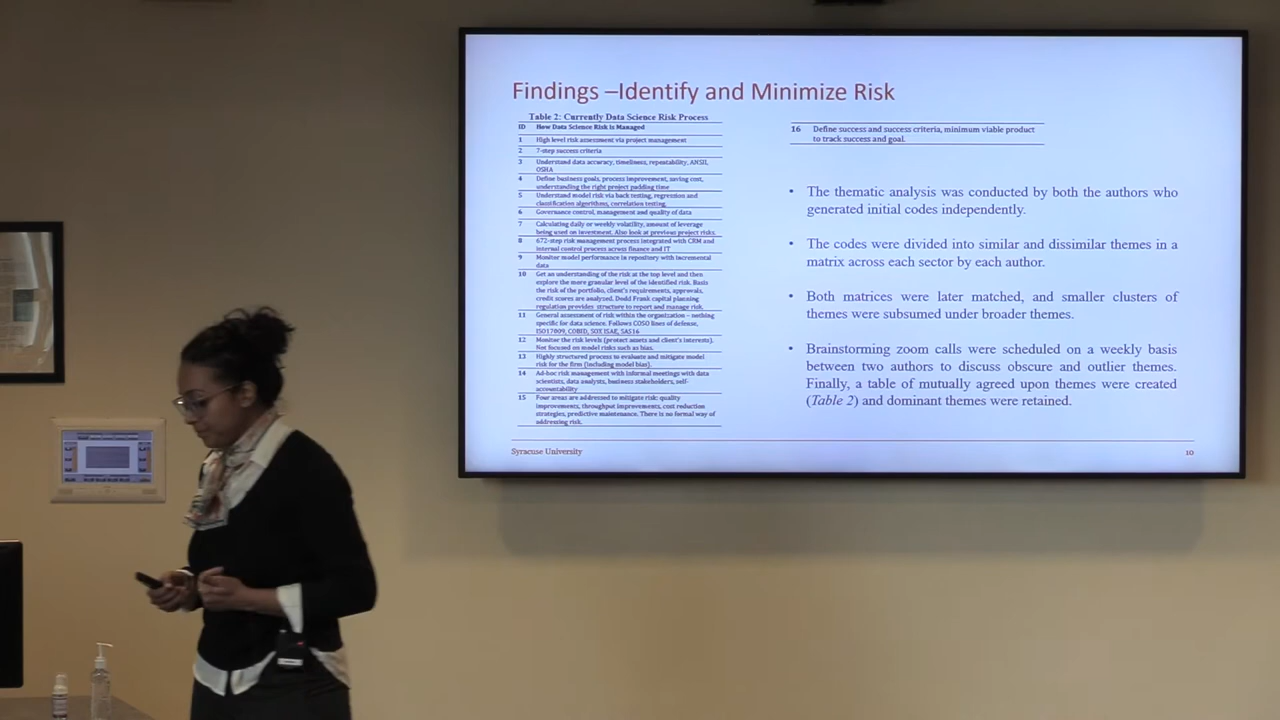 Findings –Identify and Minimize Risk
Table 2: Currently Data Science Risk Process
ID How Data Science Risk is Managed
1 High level risk assessment via project management
2 7-step success criteria
3 Understand data accuracy, timeliness, repeatability, ANSII,
OSHA
4 Define business goals, process improvement, saving cost,
understanding the right project padding time
5 Understand model risk via back testing, regression and
classification algorithms, correlation testing.
6 Governance control, management and quality of data
7 Calculating daily or weekly volatility, amount of leverage
being used on investment. Also look at previous project risks.
8 672-step risk management process integrated with CRM and
internal control process across finance and IT
9 Monitor model performance in repository with incremental
data
10 Get an understanding of the risk at the top level and then
explore the more granular level of the identified risk. Basis
the risk of the portfolio, client's requirements, approvals,
credit scores are analyzed. Dodd Frank capital planning
regulation provides structure to report and manage risk.
11 General assessment of risk within the organization – nothing
specific for data science. Follows COSO lines of defense,
ISO17809, COBID, SOX ISAE, SAS16
12 Monitor the risk levels (protect assets and client's interests).
Not focused on model risks such as bias.
13 Highly structured process to evaluate and mitigate model
risk for the firm (including model bias).
14 Ad-hoc risk management with informal meetings with data
scientists, data analysts, business stakeholders, self-
accountability
15 Four areas are addressed to mitigate risk: quality
improvements, throughput improvements, cost reduction
strategies, predictive maintenance. There is no formal way of
addressing risk.
16 Define success and success criteria, minimum viable product
to track success and goal.
• The thematic analysis was conducted by both the authors who
generated initial codes independently.
• The codes were divided into similar and dissimilar themes in a
matrix across each sector by each author.
• Both matrices were later matched, and smaller clusters of
themes were subsumed under broader themes.
• Brainstorming zoom calls were scheduled on a weekly basis
between two authors to discuss obscure and outlier themes.
Finally, a table of mutually agreed upon themes were created
(Table 2) and dominant themes were retained.
Syracuse University
10